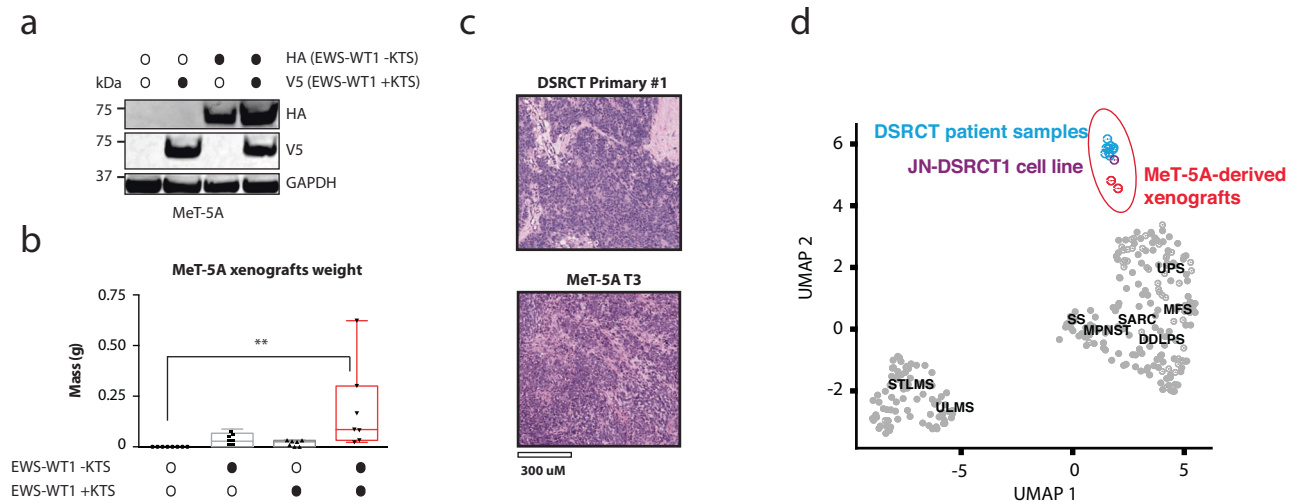 a
HA (EWS-WT1 -KTS)
kDa
V5 (EWS-WT1 +KTS)
75
HA
75
V5
37
GAPDH
MeT-5A
b
MeT-5A xenografts weight
0.75
0.50
0.25
0
Mass (g)
**
EWS-WT1 -KTS
EWS-WT1 +KTS
c
DSRCT Primary #1
MeT-5A T3
300 uM
d
6
4
2
0
-2
UMAP 2
DSRCT patient samples
JN-DSRCT1 cell line
MeT-5A-derived
xenografts
UPS
MFS
SS
SARC
MPNST
DDLPS
STLMS
ULMS
-5
0
5
UMAP 1